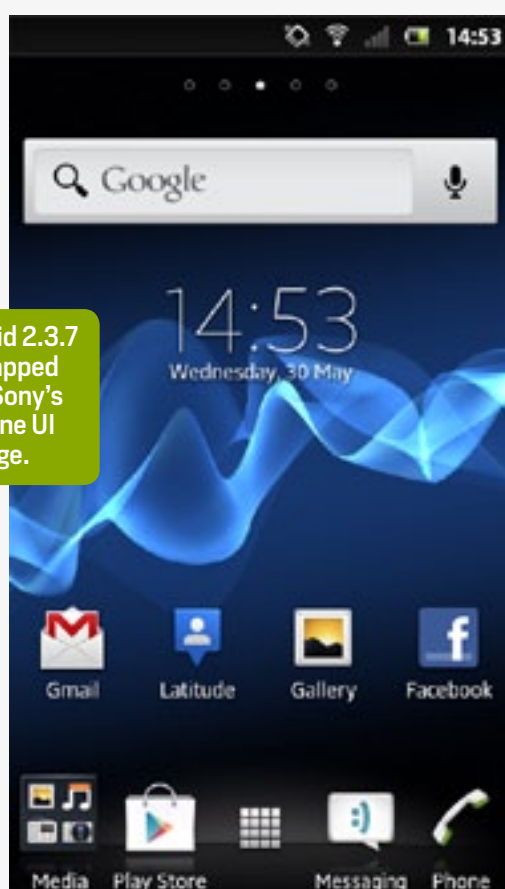 14:53
Google
14:53
Wednesday, 30 May
id 2.3.7
pped
Sony's
ne UI
ge.
Gmail Latitude Gallery Facebook
Media Play Store Messaging Phone